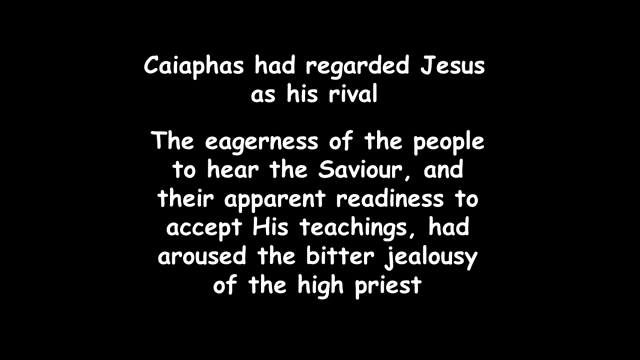 Caiaphas had regarded Jesus
as his rival
The eagerness of the people
to hear the Saviour, and
their apparent readiness to
accept His teachings, had
aroused the bitter jealousy
of the high priest